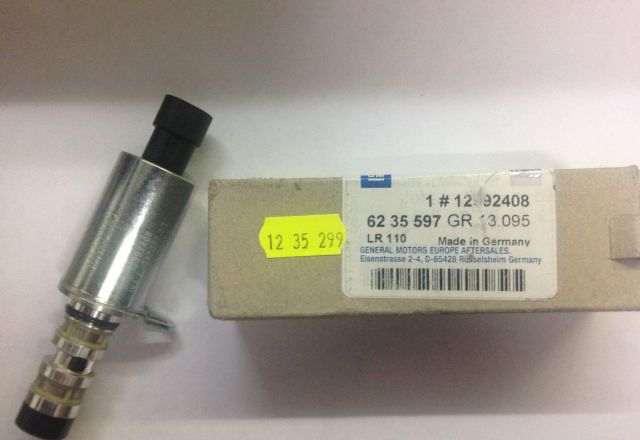 1 # 12992408
62 35 597 GR 13.095
LR 110 Made in Germany
GENERAL MOTORS EUROPE AFTERSALES,
Eisenstrasse 2-4, D-65428 Rüsselsheim Germany
12 35 299